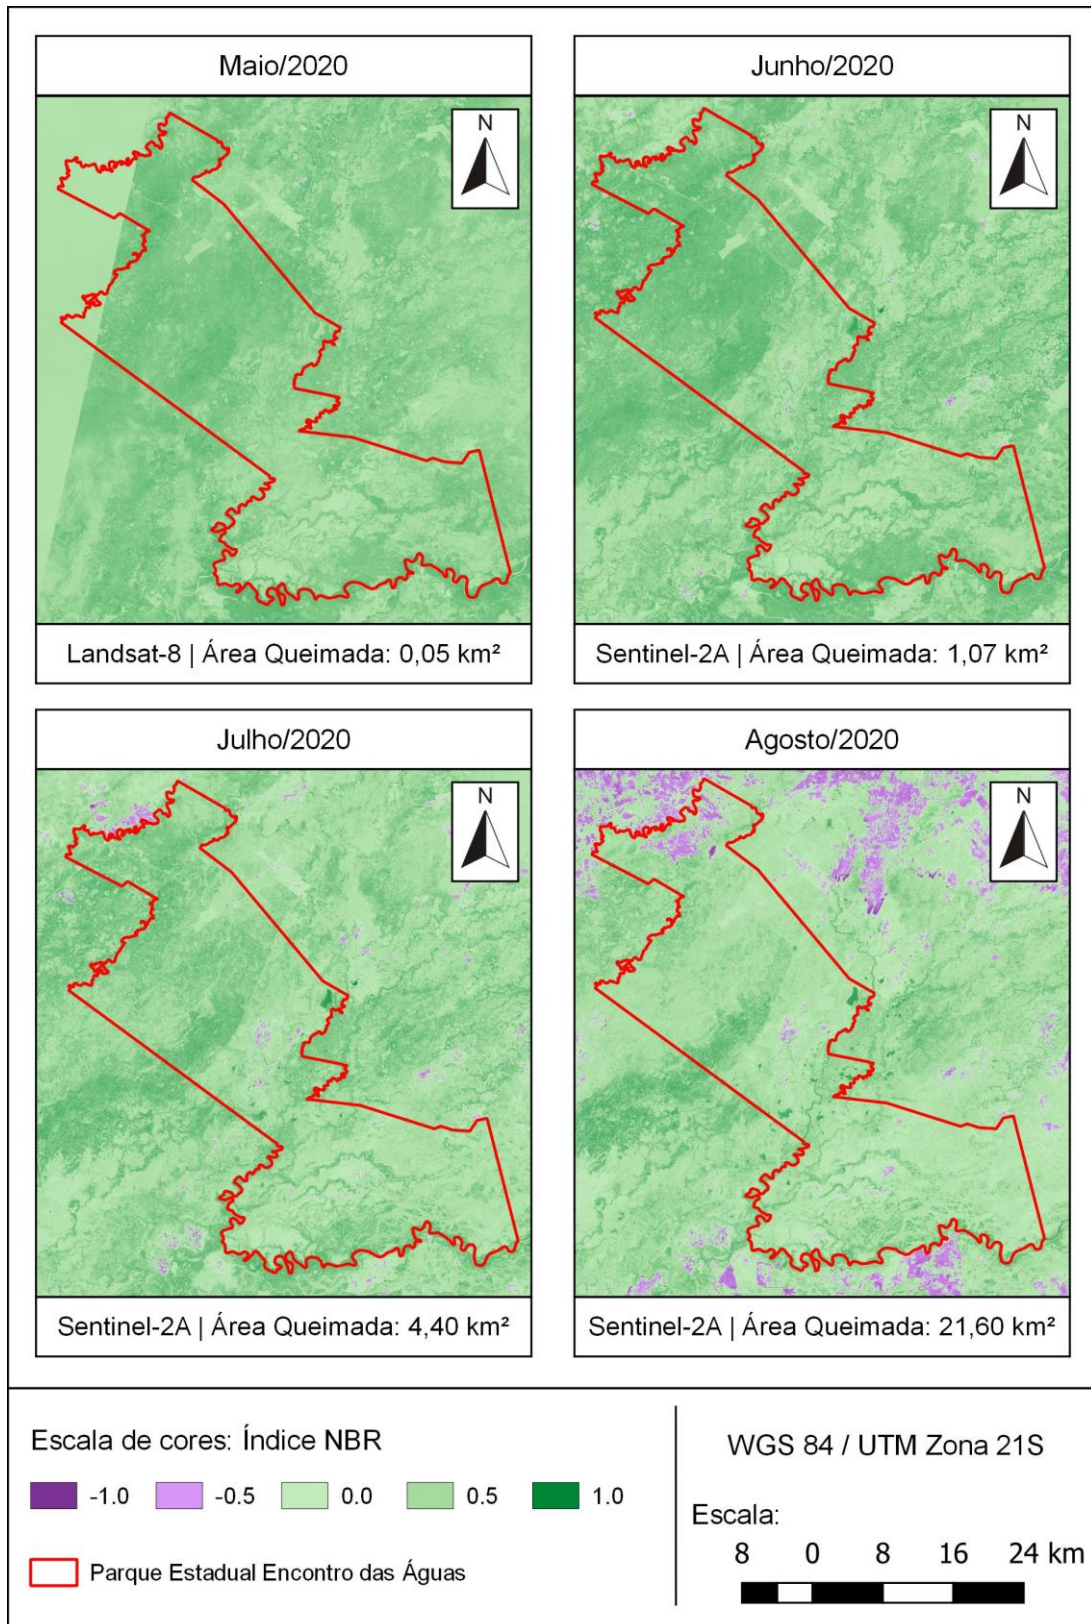 Maio/2020
Junho/2020
N
N
Landsat-8 | Área Queimada: 0,05 km²
Sentinel-2A | Área Queimada: 1,07 km²
Julho/2020
Agosto/2020
N
N
Sentinel-2A | Área Queimada: 4,40 km²
Sentinel-2A | Área Queimada: 21,60 km²
Escala de cores: Índice NBR
-1.0 -0.5 0.0 0.5 1.0
Parque Estadual Encontro das Águas
WGS 84 / UTM Zona 21S
Escala:
8 0 8 16 24 km